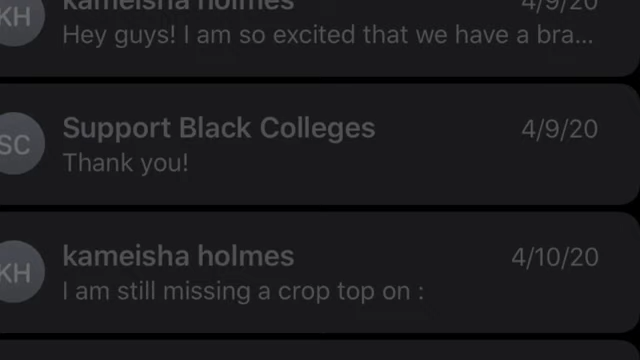 kameisha holmes 4/9/20
KH
Hey guys! I am so excited that we have a bra...
Support Black Colleges 4/9/20
SC
Thank you!
kameisha holmes 4/10/20
KH
I am still missing a crop top on :